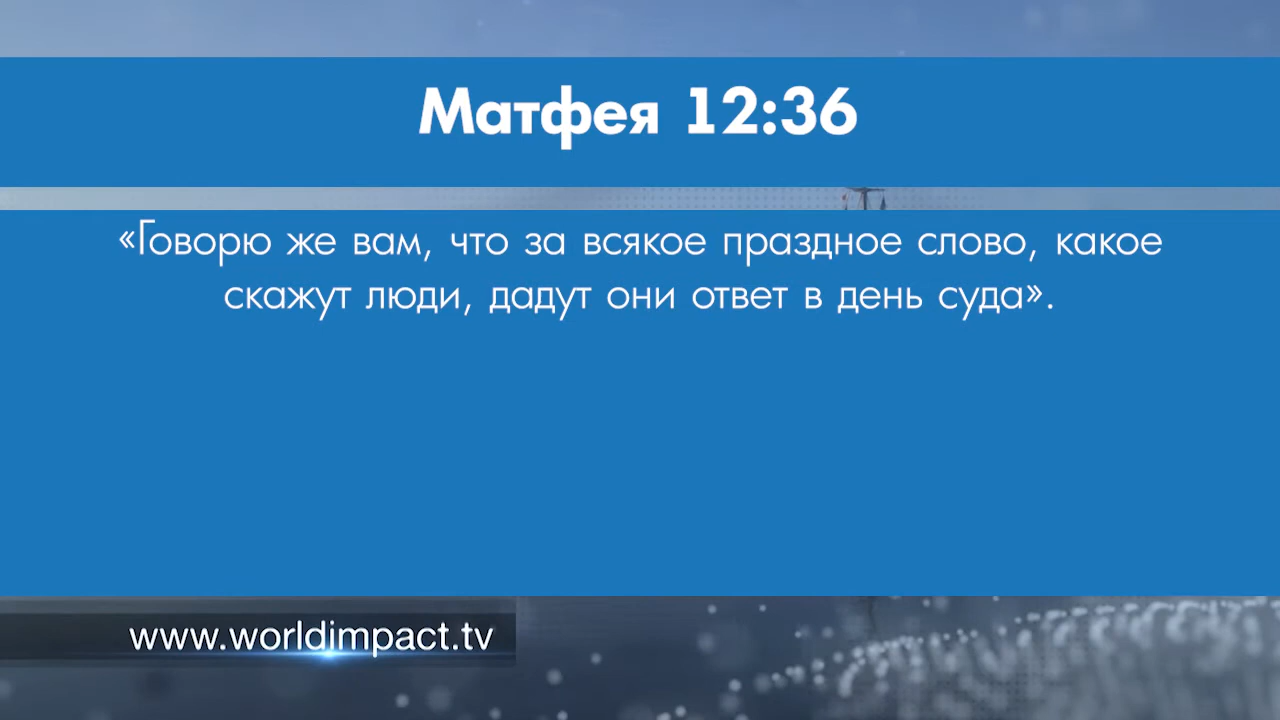 Матфея 12:36
«Говорю же вам, что за всякое праздное слово, какое
скажут люди, дадут они ответ в день суда».
www.worldimpact.tv